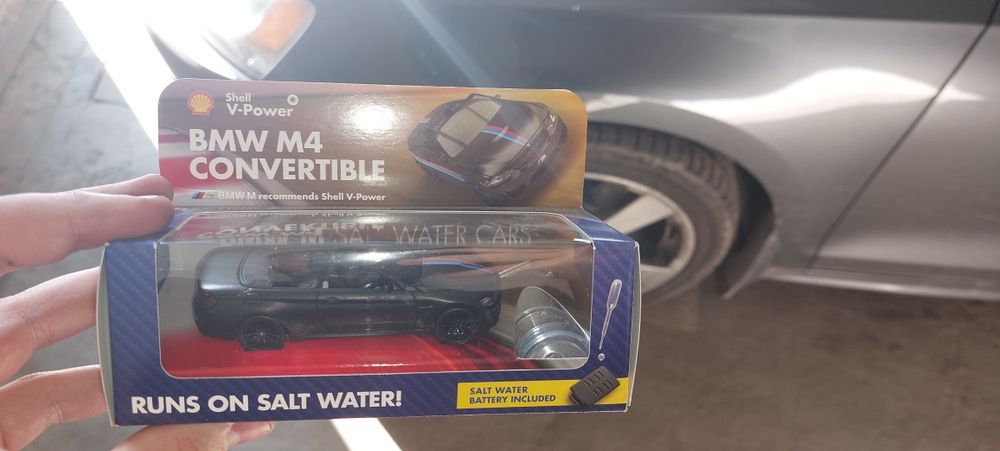 Shell
V-Power
BMW M4
CONVERTIBLE
BMW M recommends Shell V-Power
SALT WATER CARS
RUNS ON SALT WATER!
SALT WATER
BATTERY INCLUDED